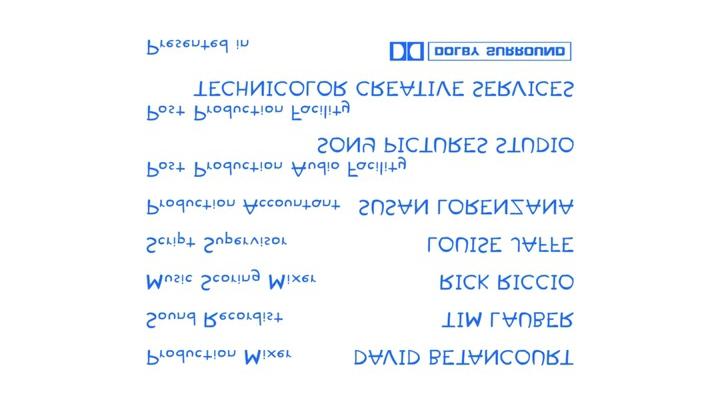 Production Mixer DAVID BETANCOURT
Sound Recordist TIM LAUBER
Music Scoring Mixer RICK RICCIO
Script Supervisor LOUISE JAFFE
Production Accountant SUSAN LORENZANA
Post Production Audio Facility
SONY PICTURES STUDIO
Post Production Facility
TECHNICOLOR CREATIVE SERVICES
Presented in DOLBY SURROUND